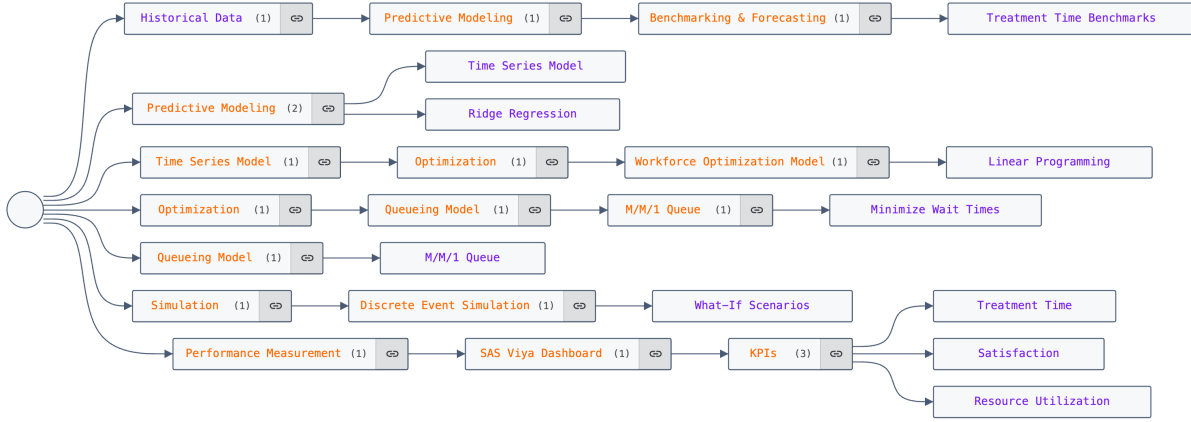 Historical Data (1) Predictive Modeling (1) Benchmarking & Forecasting (1) Treatment Time Benchmarks
Time Series Model
Predictive Modeling (2)
Ridge Regression
Time Series Model (1) Optimization (1) Workforce Optimization Model (1) Linear Programming
Optimization (1) Queueing Model (1) M/M/1 Queue (1) Minimize Wait Times
Queueing Model (1) M/M/1 Queue
Simulation (1) Discrete Event Simulation (1) What-If Scenarios
Treatment Time
Performance Measurement (1) SAS Viya Dashboard (1) KPIs (3) Satisfaction
Resource Utilization